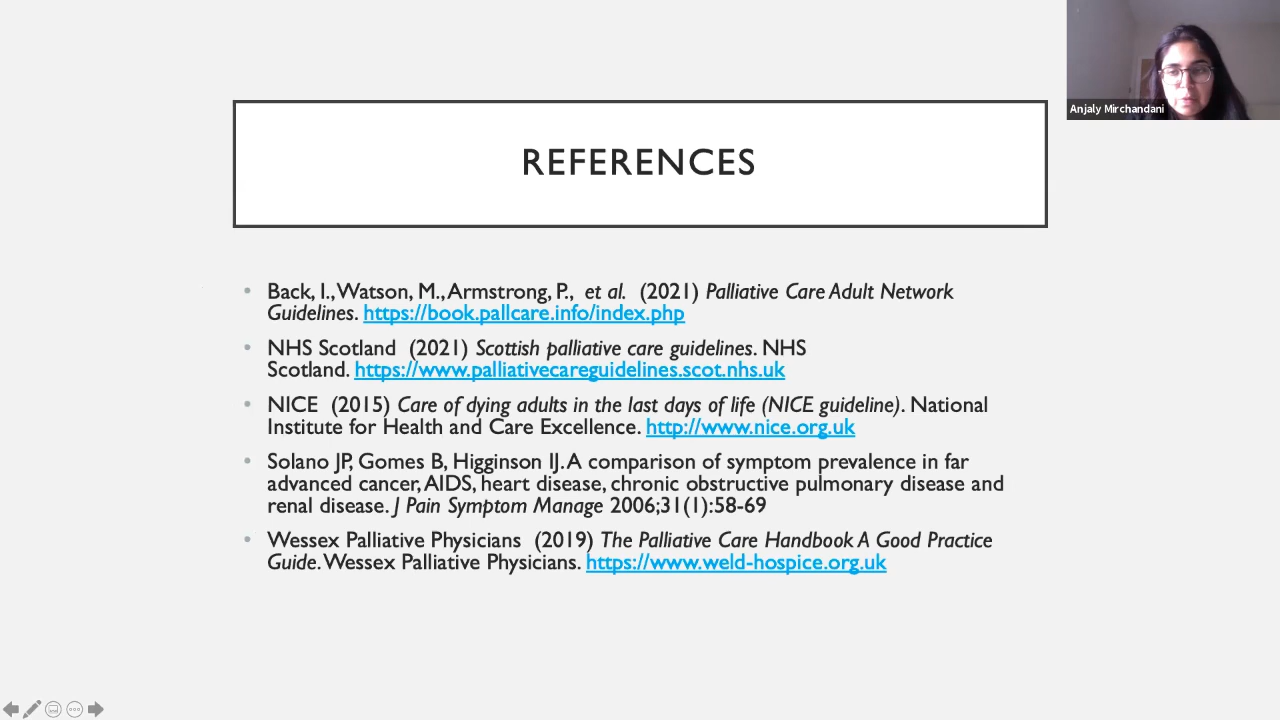 Anjaly Mirchandani
REFERENCES
• Back, I., Watson, M., Armstrong, P., et al. (2021) Palliative Care Adult Network
Guidelines. https://book.pallcare.info/index.php
• NHS Scotland (2021) Scottish palliative care guidelines. NHS
Scotland. https://www.palliativecareguidelines.scot.nhs.uk
• NICE (2015) Care of dying adults in the last days of life (NICE guideline). National
Institute for Health and Care Excellence. http://www.nice.org.uk
• Solano JP, Gomes B, Higginson IJ. A comparison of symptom prevalence in far
advanced cancer, AIDS, heart disease, chronic obstructive pulmonary disease and
renal disease. J Pain Symptom Manage 2006;31(1):58-69
• Wessex Palliative Physicians (2019) The Palliative Care Handbook A Good Practice
Guide. Wessex Palliative Physicians. https://www.weld-hospice.org.uk